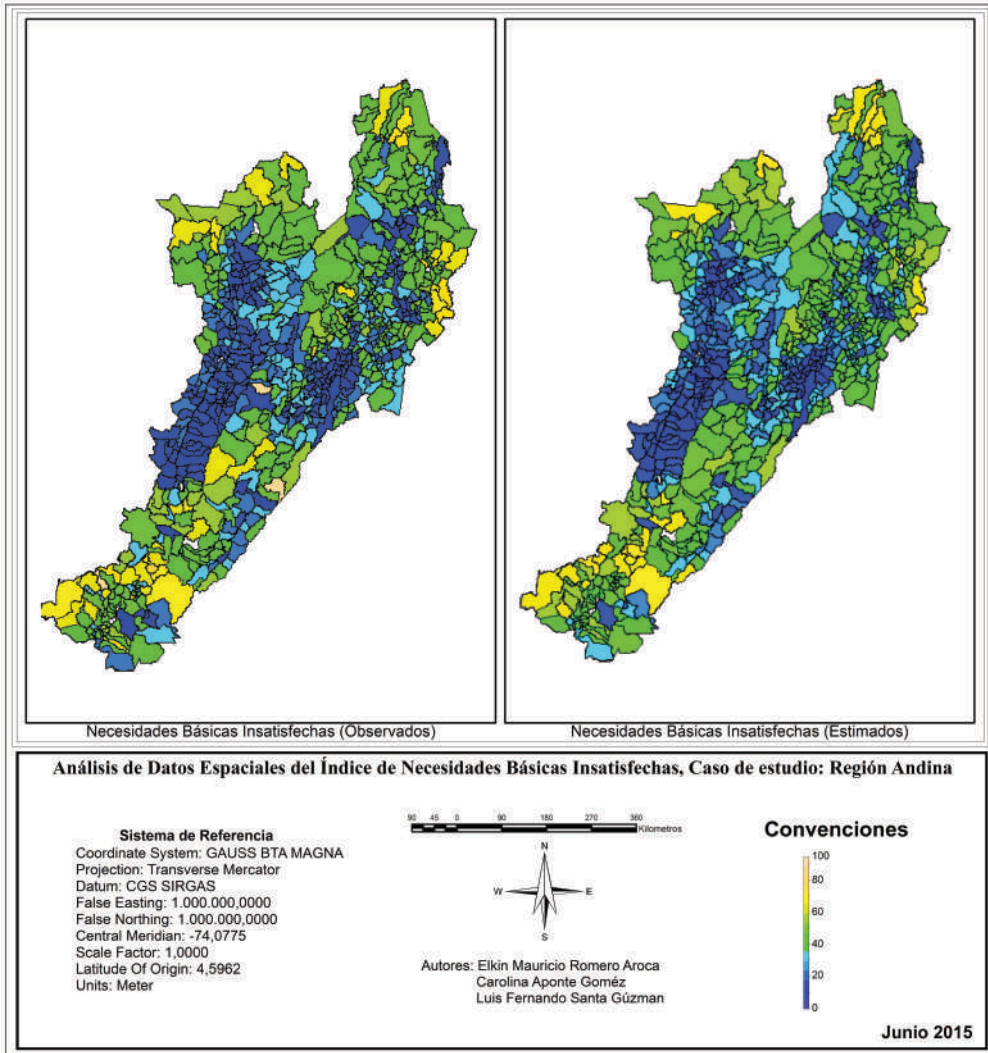 Necesidades Básicas Insatisfechas (Observados)
Necesidades Básicas Insatisfechas (Estimados)
Análisis de Datos Espaciales del Índice de Necesidades Básicas Insatisfechas, Caso de estudio: Región Andina
Sistema de Referencia
Coordinate System: GAUSS BTA MAGNA
Projection: Transverse Mercator
Datum: CGS SIRGAS
False Easting: 1.000.000,0000
False Northing: 1.000.000,0000
Central Meridian: -74,0775
Scale Factor: 1,0000
Latitude Of Origin: 4,5962
Units: Meter
90 45 0 90 180 270 360
Kilometros
N
W E
S
Autores: Elkin Mauricio Romero Aroca
Carolina Aponte Goméz
Luis Fernando Santa Gúzman
Convenciones
100
80
60
40
20
0
Junio 2015